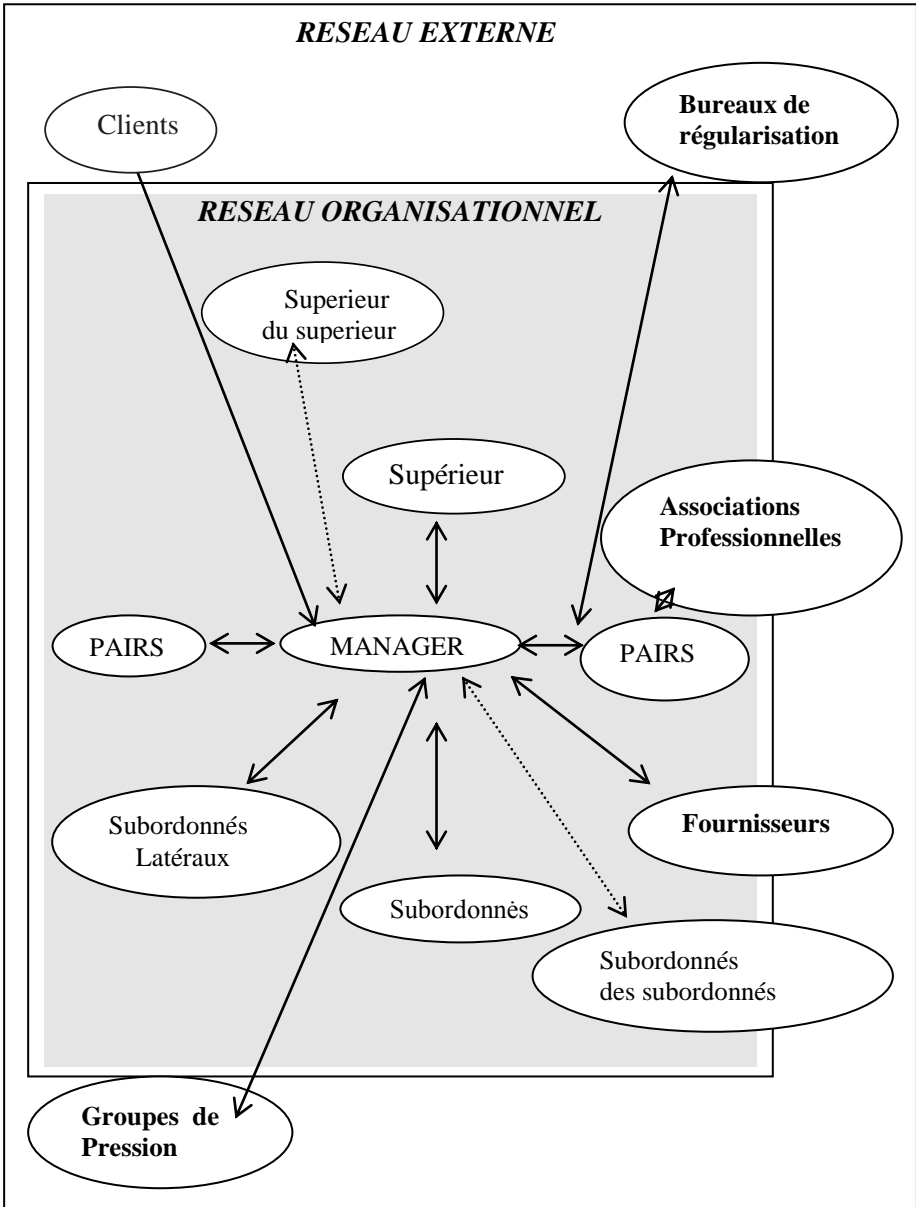 RESEAU EXTERNE
Clients
Bureaux de
régularisation
RESEAU ORGANISATIONNEL
Superieur
du superieur
Supérieur
Associations
Professionnelles
PAIRS
MANAGER
PAIRS
Subordonnés
Latéraux
Fournisseurs
Subordonnės
Subordonnés
des subordonnés
Groupes de
Pression